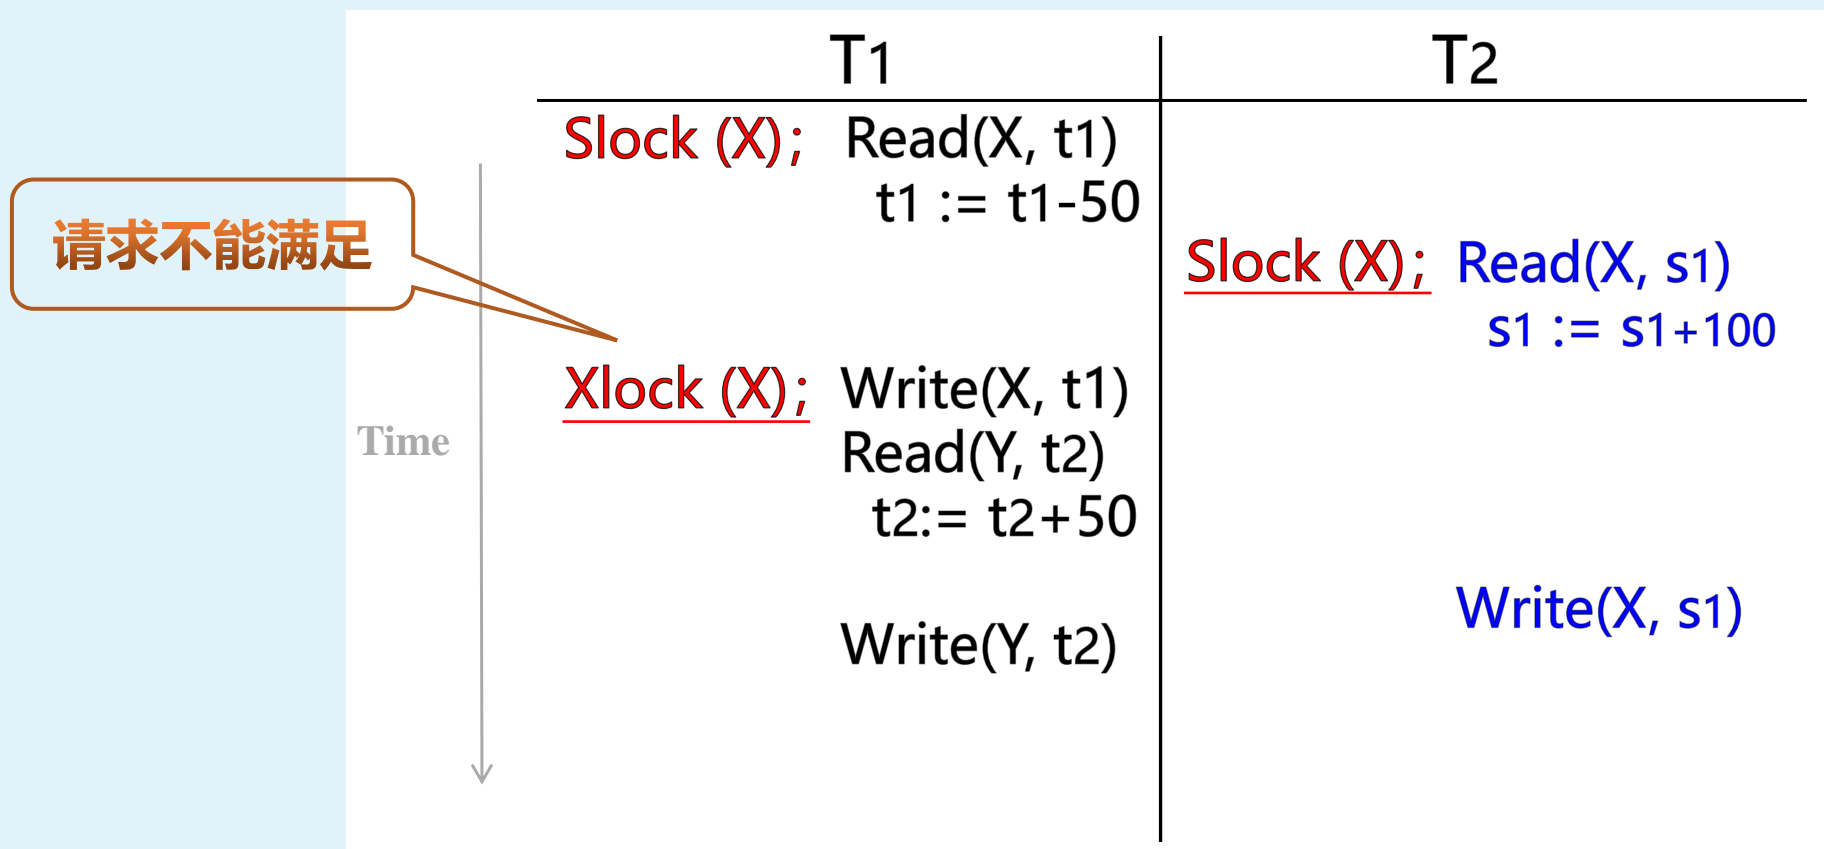 T1
T2
Slock (X); Read(X, t1)
t1 := t1-50
请求不能满足
Slock (X); Read(X, s1)
s1 := s1+100
Xlock (X); Write(X, t1)
Time
Read(Y, t2)
t2:= t2+50
Write(X, s1)
Write(Y, t2)